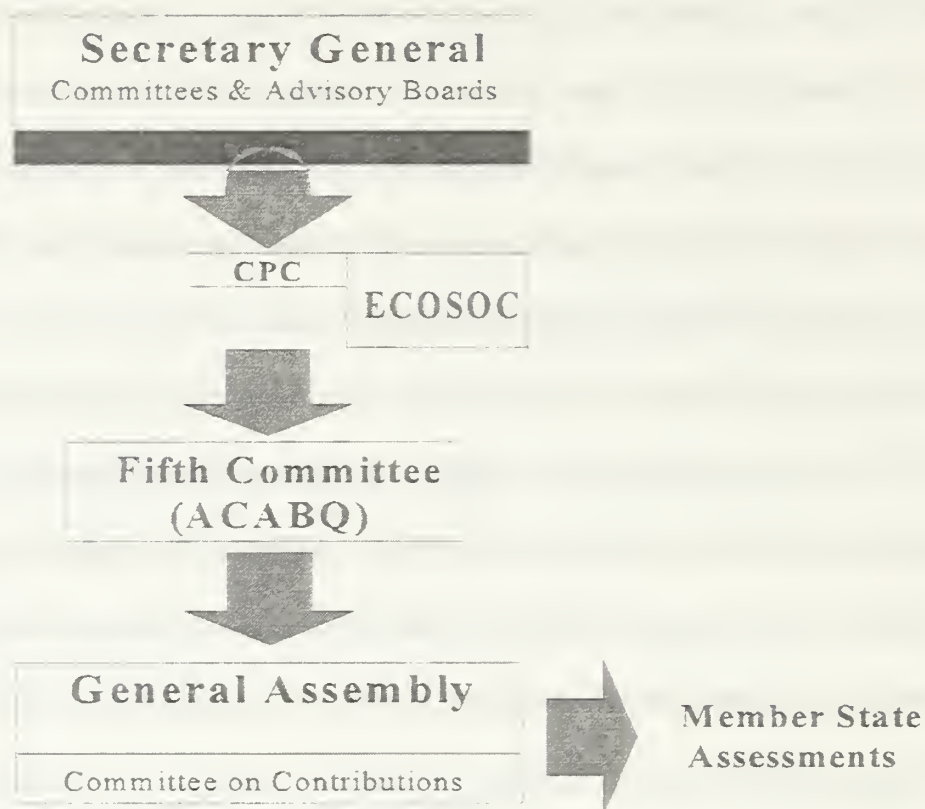 Secretary General
Committees & Advisory Boards
CPC
ECOSOC
Fifth Committee
(ACABQ)
General Assembly
Committee on Contributions
Member State
Assessments